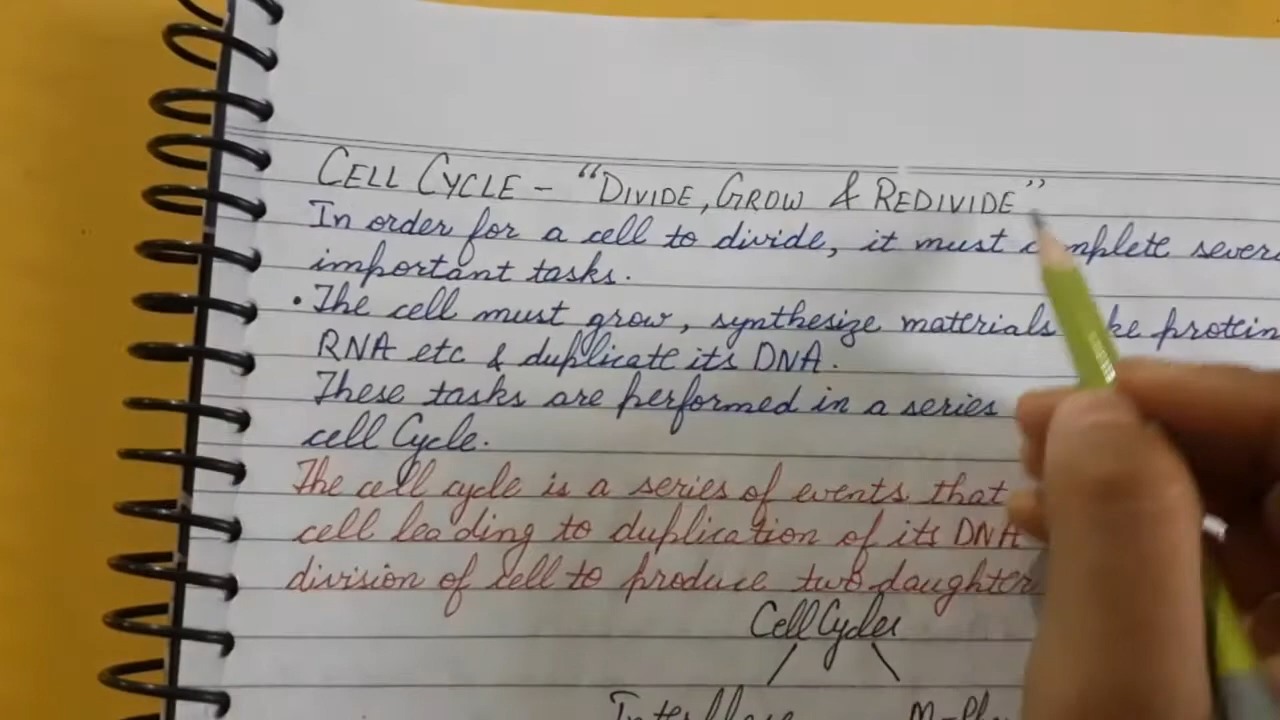 CELL CYCLE - "DIVIDE, GROW & REDIVIDE"
In order for a cell to divide, it must complete
important tasks.
• The cell must grow, synthesize materials protein
RNA etc & duplicate its DNA.
These tasks are performed in a series
cell Cycle.
The cell cycle is a series of events that
cell leading to duplication of its DNA
division of cell to produce two daughter
Cell Cycle